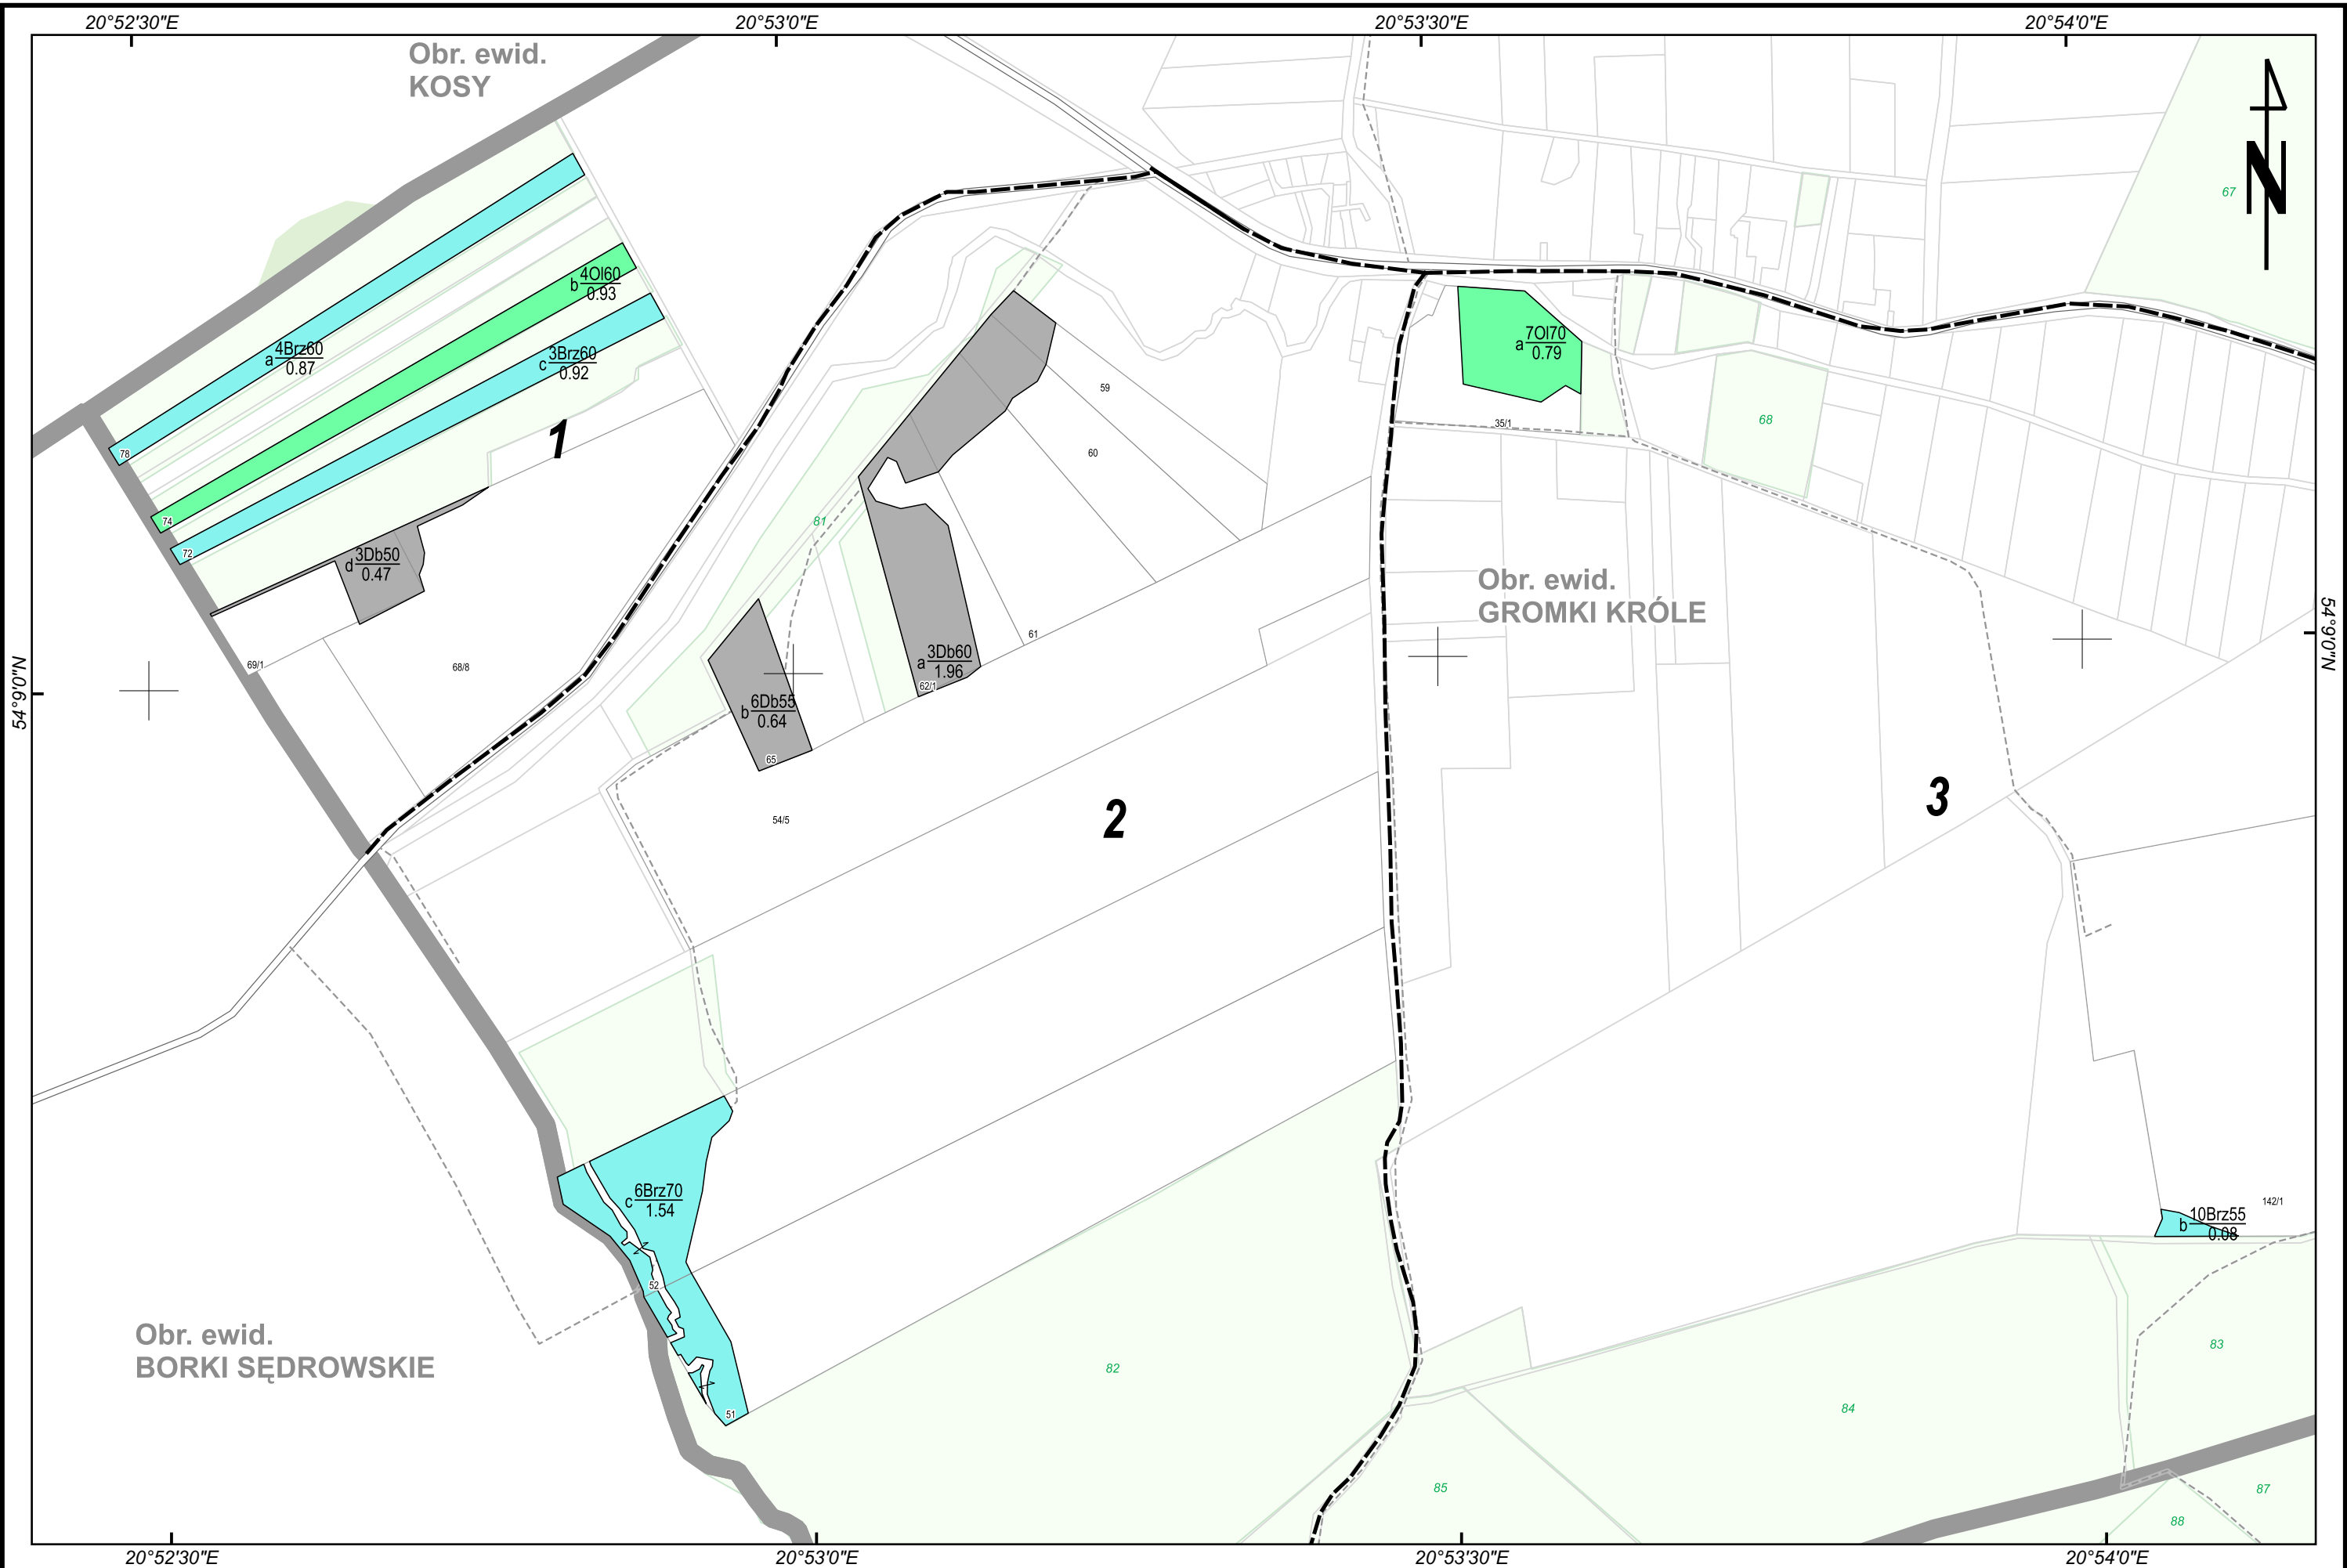 20°52'30"E
20°53'0"E
20°53'30"E
20°54'0"E
Obr. ewid.
KOSY
N
67
4Ol60
b
0.93
4Brz60
a
0.87
3Brz60
c
0.92
7Ol70
a
0.79
59
35/1
68
1
78
60
74
81
72
3Db50
d
0.47
Obr. ewid.
GROMKI KRÓLE
54°9'0"N
61
3Db60
a
1.96
69/1
68/8
62/1
54°9'0"N
6Db55
b
0.64
65
54/5
2
3
6Brz70
c
1.54
142/1
10Brz55
b
0.08
52
Obr. ewid.
BORKI SĘDROWSKIE
83
82
84
51
85
87
88
20°52'30"E
20°53'0"E
20°53'30"E
20°54'0"E